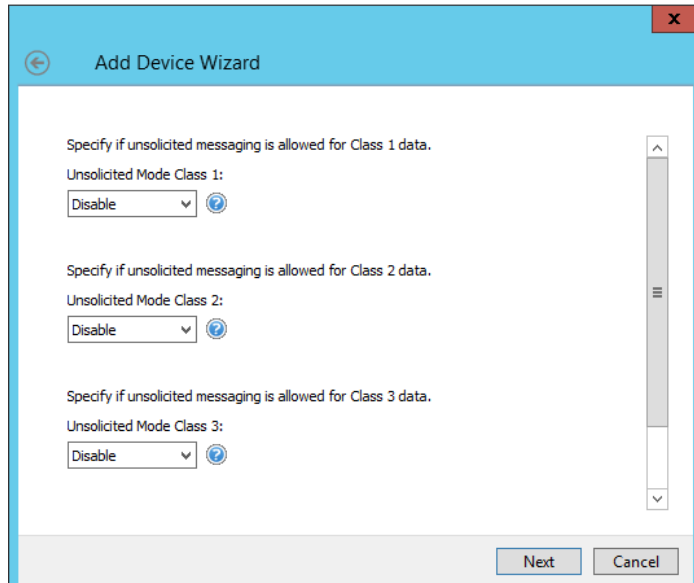 x
Add Device Wizard
Specify if unsolicited messaging is allowed for Class 1 data.
Unsolicited Mode Class 1:
Disable
?
Specify if unsolicited messaging is allowed for Class 2 data.
Unsolicited Mode Class 2:
Disable
?
Specify if unsolicited messaging is allowed for Class 3 data.
Unsolicited Mode Class 3:
Disable
?
Next Cancel